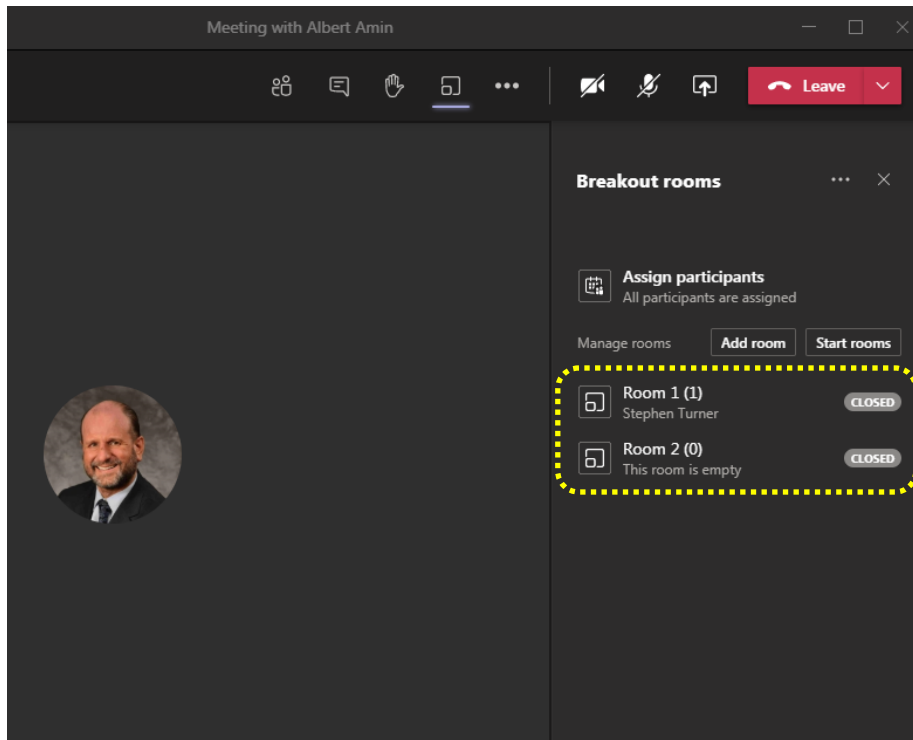 Meeting with Albert Amin
Leave
Breakout rooms
Assign participants
All participants are assigned
Manage rooms Add room Start rooms
Room 1 (1) CLOSED
Stephen Turner
Room 2 (0) CLOSED
This room is empty